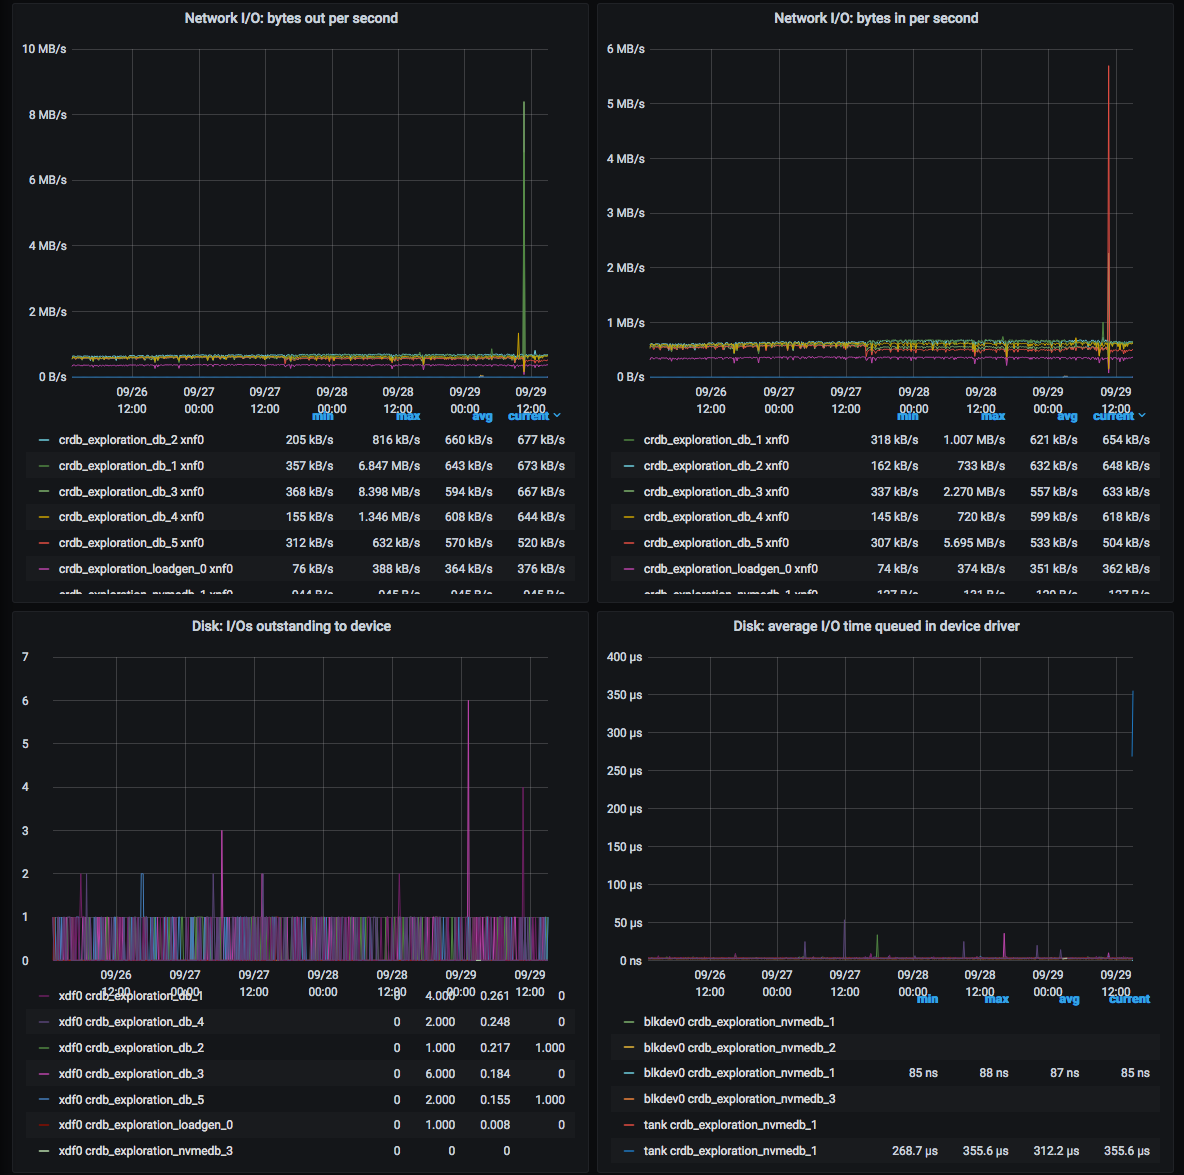 Network I/O: bytes out per second
10 MB/s
8 MB/s
6 MB/s
4 MB/s
2 MB/s
0 B/s
09/26 12:00
09/27 00:00
09/27 12:00
09/28 00:00
09/28 12:00
09/29 00:00
09/29 12:00
min max avg current
crdb_exploration_db_2 xnf0 205 kB/s 816 kB/s 660 kB/s 677 kB/s
crdb_exploration_db_1 xnf0 357 kB/s 6.847 MB/s 643 kB/s 673 kB/s
crdb_exploration_db_3 xnf0 368 kB/s 8.398 MB/s 594 kB/s 667 kB/s
crdb_exploration_db_4 xnf0 155 kB/s 1.346 MB/s 608 kB/s 644 kB/s
crdb_exploration_db_5 xnf0 312 kB/s 632 kB/s 570 kB/s 520 kB/s
crdb_exploration_loadgen_0 xnf0 76 kB/s 388 kB/s 364 kB/s 376 kB/s
Network I/O: bytes in per second
6 MB/s
5 MB/s
4 MB/s
3 MB/s
2 MB/s
1 MB/s
0 B/s
09/26 12:00
09/27 00:00
09/27 12:00
09/28 00:00
09/28 12:00
09/29 00:00
09/29 12:00
min max avg current
crdb_exploration_db_1 xnf0 318 kB/s 1.007 MB/s 621 kB/s 654 kB/s
crdb_exploration_db_2 xnf0 162 kB/s 733 kB/s 632 kB/s 648 kB/s
crdb_exploration_db_3 xnf0 337 kB/s 2.270 MB/s 557 kB/s 633 kB/s
crdb_exploration_db_4 xnf0 145 kB/s 720 kB/s 599 kB/s 618 kB/s
crdb_exploration_db_5 xnf0 307 kB/s 5.695 MB/s 533 kB/s 504 kB/s
crdb_exploration_loadgen_0 xnf0 74 kB/s 374 kB/s 351 kB/s 362 kB/s
Disk: I/Os outstanding to device
7
6
5
4
3
2
1
0
09/26 12:00
09/27 00:00
09/27 12:00
09/28 00:00
09/28 12:00
09/29 00:00
09/29 12:00
xdf0 crdb_exploration_db_1 0 4.000 0.261 0
xdf0 crdb_exploration_db_4 0 2.000 0.248 0
xdf0 crdb_exploration_db_2 0 1.000 0.217 1.000
xdf0 crdb_exploration_db_3 0 6.000 0.184 0
xdf0 crdb_exploration_db_5 0 2.000 0.155 1.000
xdf0 crdb_exploration_loadgen_0 0 1.000 0.008 0
xdf0 crdb_exploration_nvmedb_3 0 0 0
Disk: average I/O time queued in device driver
400 µs
350 µs
300 µs
250 µs
200 µs
150 µs
100 µs
50 µs
0 ns
09/26 12:00
09/27 00:00
09/27 12:00
09/28 00:00
09/28 12:00
09/29 00:00
09/29 12:00
min max avg current
blkdev0 crdb_exploration_nvmedb_1
blkdev0 crdb_exploration_nvmedb_2
blkdev0 crdb_exploration_nvmedb_1 85 ns 88 ns 87 ns 85 ns
blkdev0 crdb_exploration_nvmedb_3
tank crdb_exploration_nvmedb_1
tank crdb_exploration_nvmedb_1 268.7 µs 355.6 µs 312.2 µs 355.6 µs